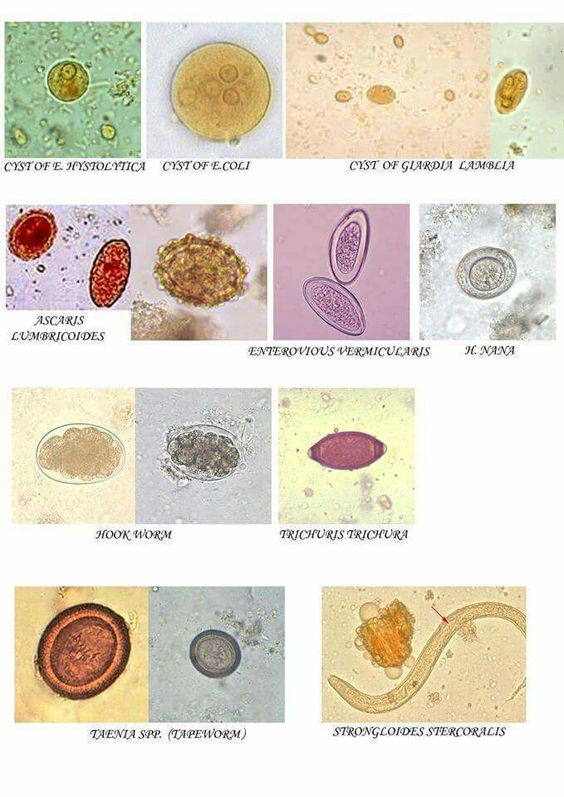 CYST OF E. HYSTOLYTICA
CYST OF E.COLI
CYST OF GIARDIA LAMBLIA
ASCARIS
LUMBRICOIDES
ENTEROVIOUS VERMICULARIS
H. NANA
HOOK WORM
TRICHURIS TRICHURA
TAENIA SPP. (TAPEWORM)
STRONGLOIDES STERCORALIS